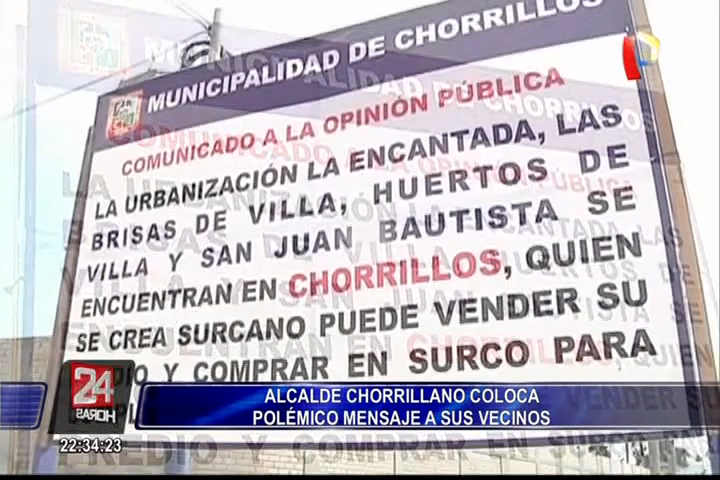 MUNICIPALIDAD DE CHORRILLOS
COMUNICADO A LA OPINIÓN PÚBLICA
LA URBANIZACIÓN LA ENCANTADA, LAS
BRISAS DE VILLA, HUERTOS DE
VILLA Y SAN JUAN BAUTISTA SE
ENCUENTRAN EN CHORRILLOS, QUIEN
SE CREA SURCANO PUEDE VENDER SU
PREDIO Y COMPRAR EN SURCO PARA
24
HORAS
ALCALDE CHORRILLANO COLOCA
POLÉMICO MENSAJE A SUS VECINOS
22:34:23